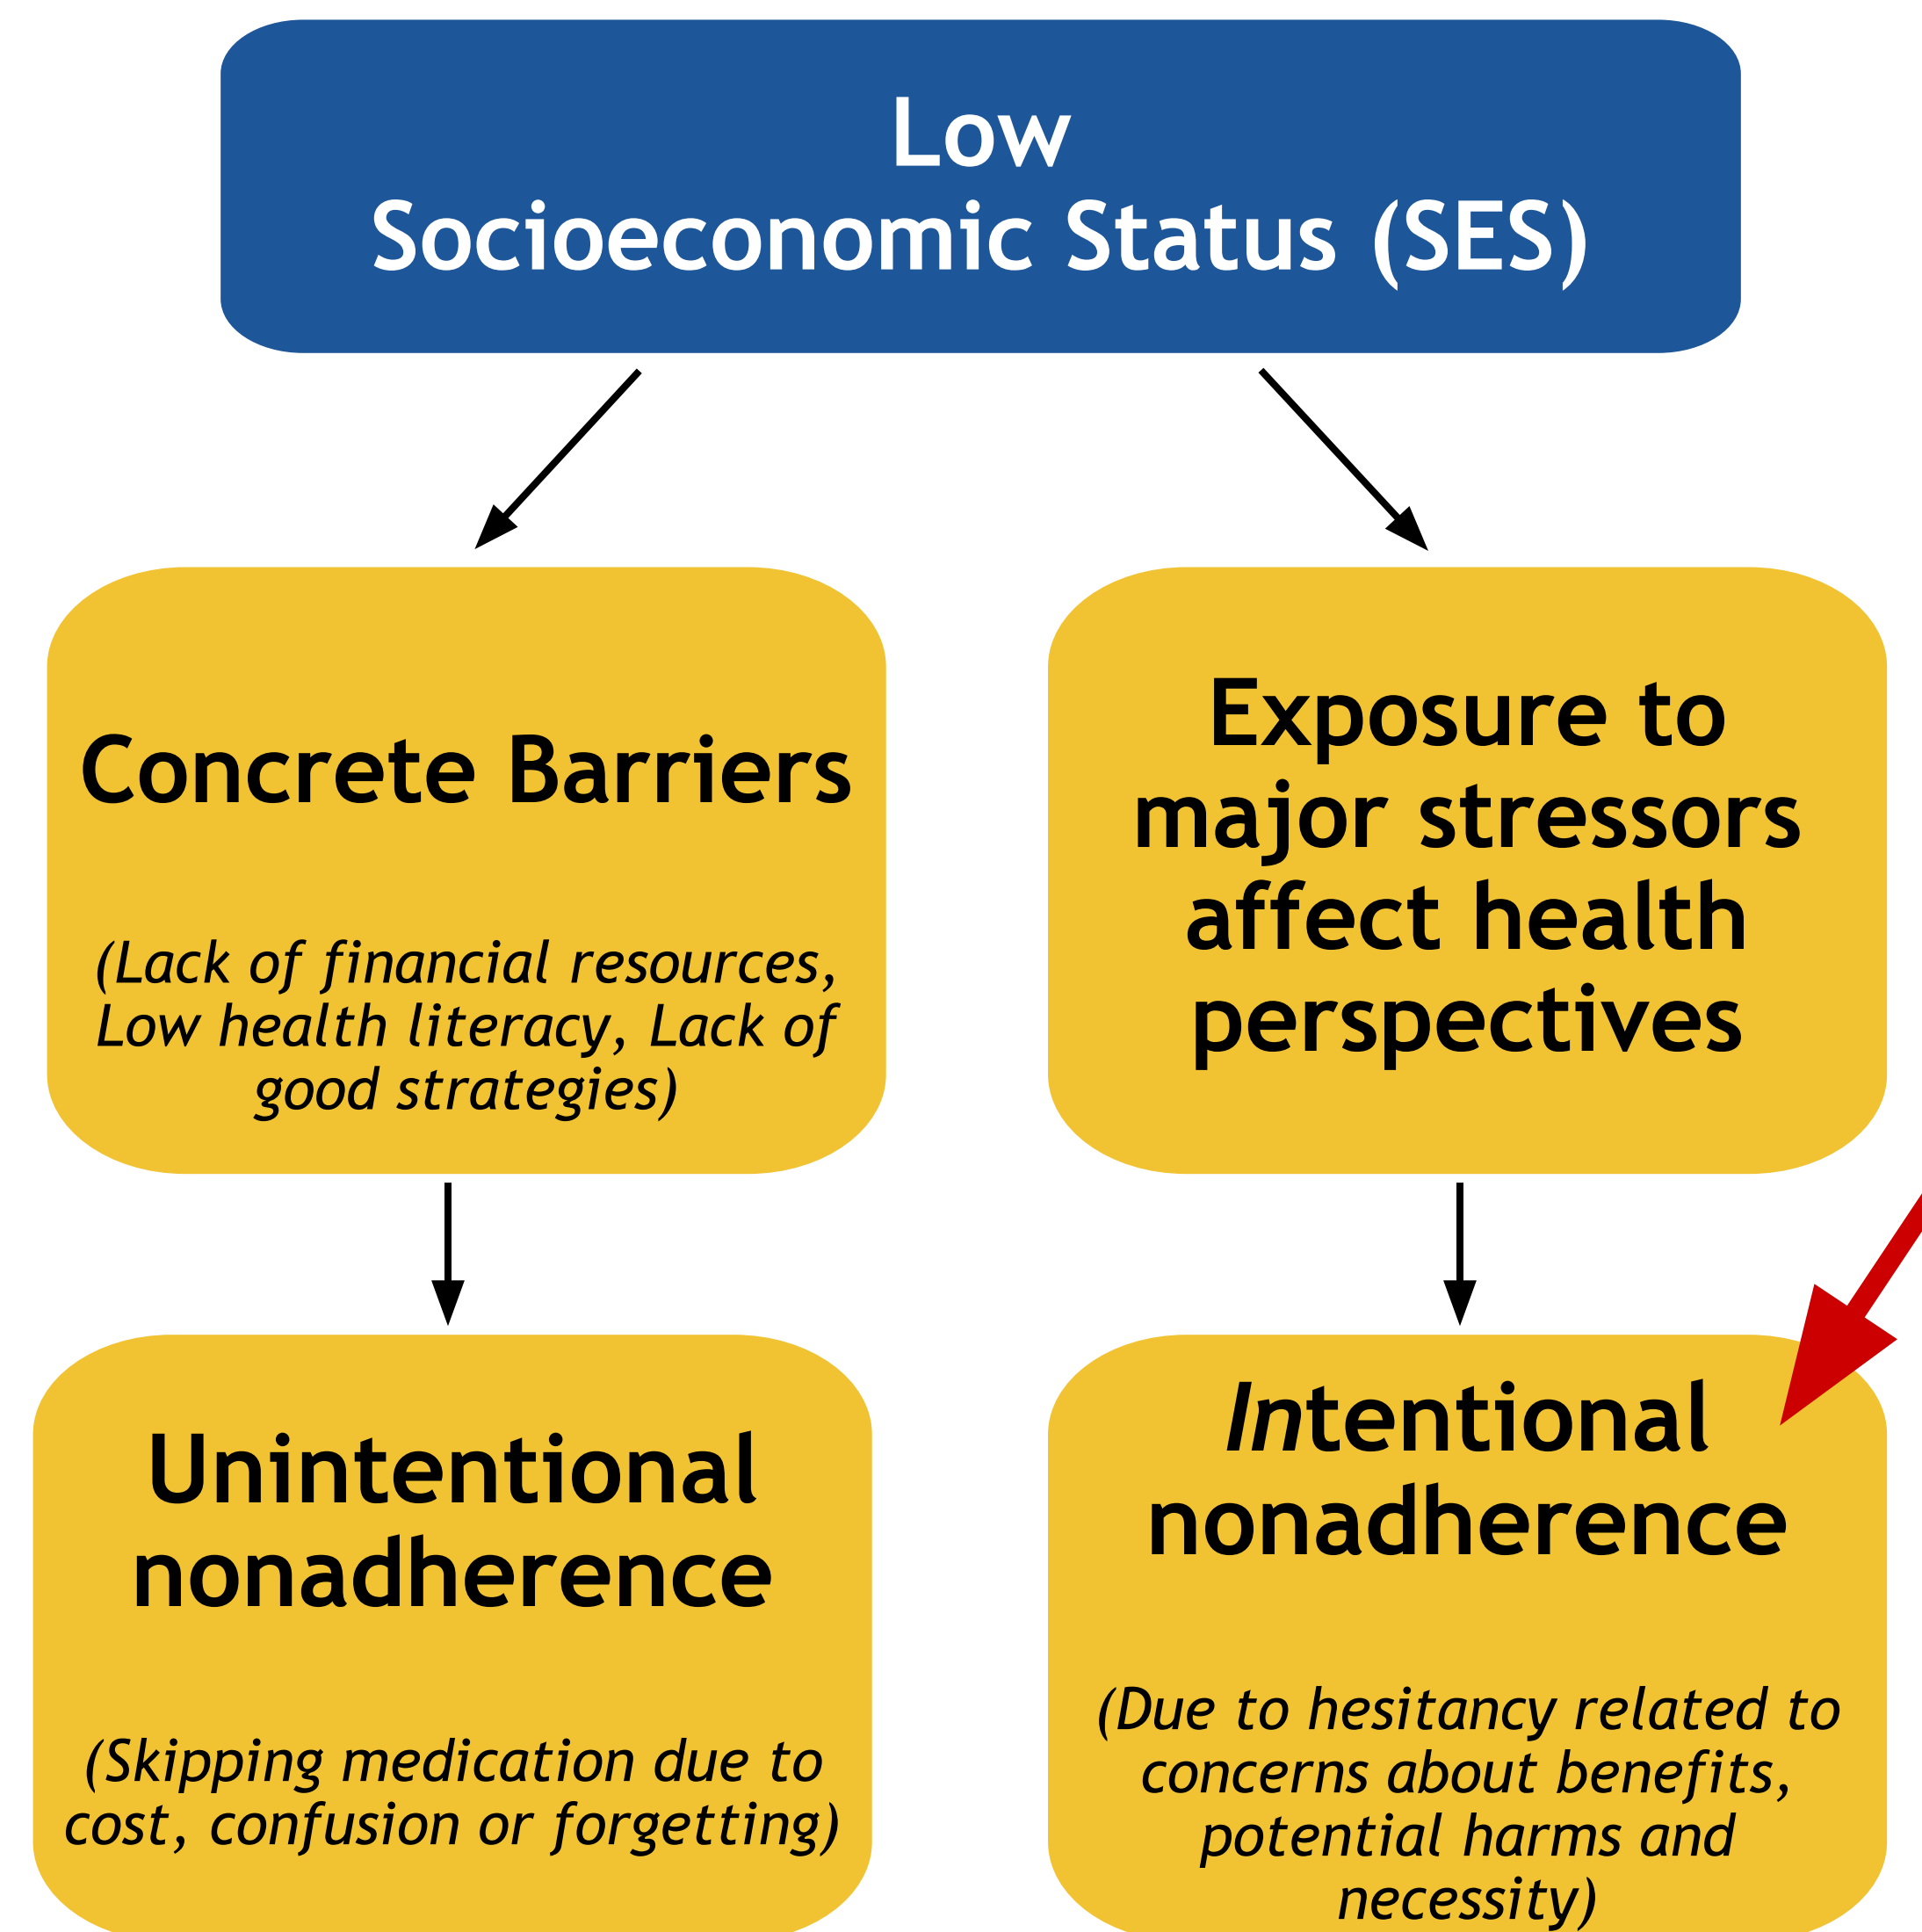 Low
Socioeconomic Status (SES)
Concrete Barriers
(Lack of financial resources,
Low health literacy, Lack of
good strategies)
Exposure to
major stressors
affect health
perspectives
Unintentional
nonadherence
(Skipping medication due to
cost, confusion or forgetting)
Intentional
nonadherence
(Due to hesitancy related to
concerns about benefits,
potential harms and
necessity)